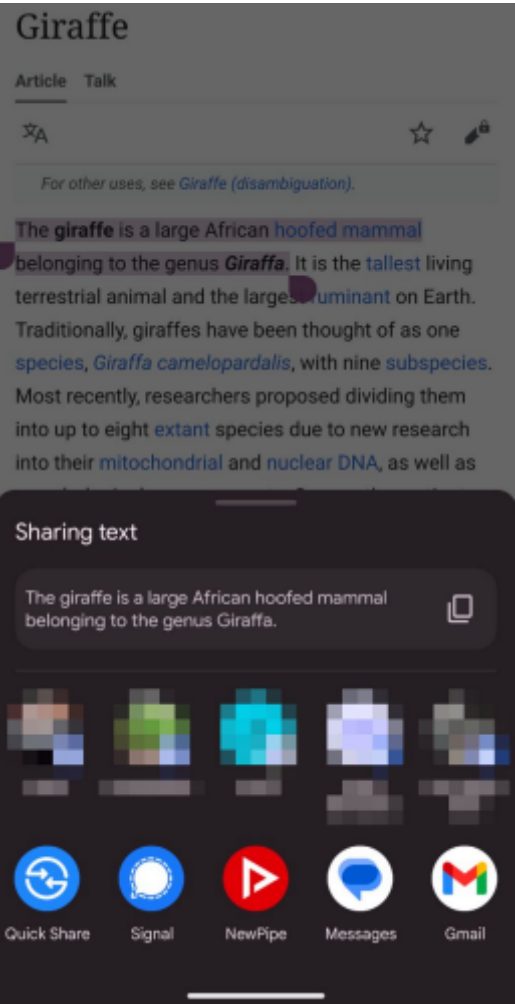 Giraffe
Article Talk
For other uses, see Giraffe (disambiguation).
The giraffe is a large African hoofed mammal
belonging to the genus Giraffa. It is the tallest living
terrestrial animal and the largest ruminant on Earth.
Traditionally, giraffes have been thought of as one
species, Giraffa camelopardalis, with nine subspecies.
Most recently, researchers proposed dividing them
into up to eight extant species due to new research
into their mitochondrial and nuclear DNA, as well as
Sharing text
The giraffe is a large African hoofed mammal
belonging to the genus Giraffa.
Quick Share Signal NewPipe Messages Gmail